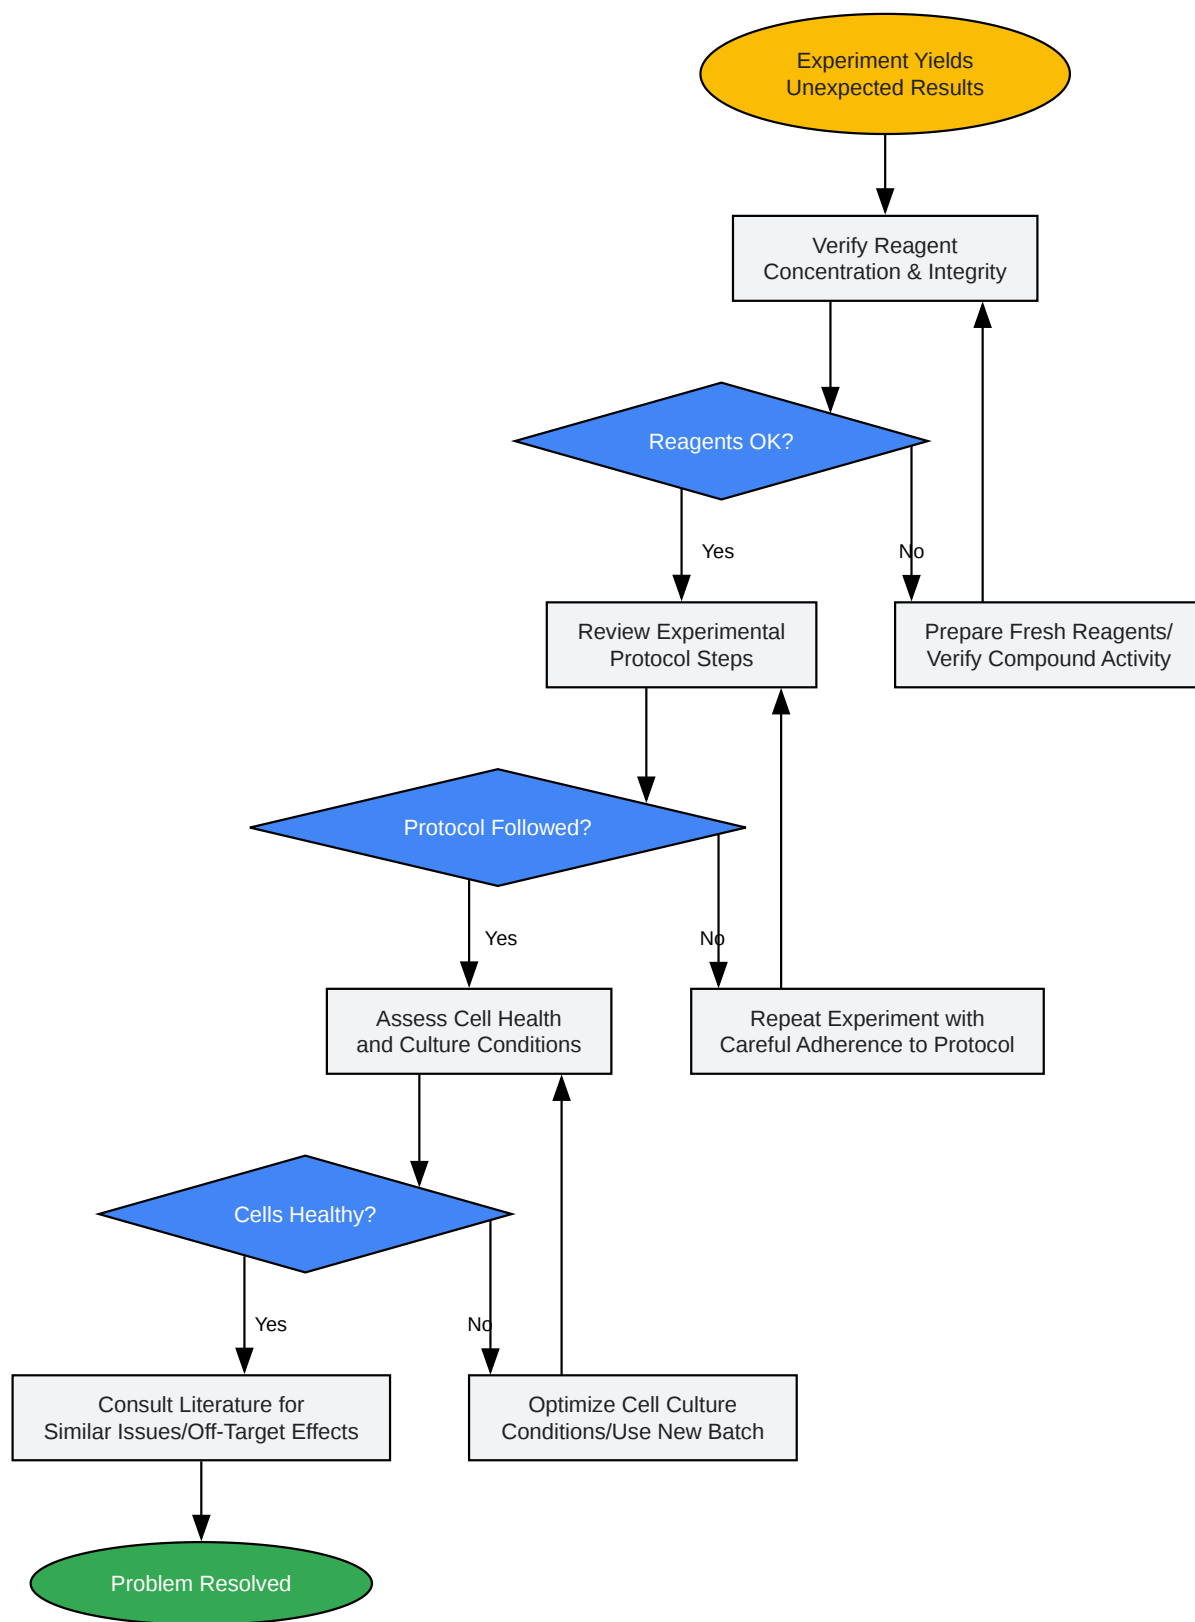 Experiment Yields
Unexpected Results
Verify Reagent
Concentration & Integrity
Reagents OK?
Yes
No
Review Experimental
Protocol Steps
Prepare Fresh Reagents/
Verify Compound Activity
Protocol Followed?
Yes
No
Assess Cell Health
and Culture Conditions
Repeat Experiment with
Careful Adherence to Protocol
Cells Healthy?
Yes
No
Consult Literature for
Similar Issues/Off-Target Effects
Optimize Cell Culture
Conditions/Use New Batch
Problem Resolved